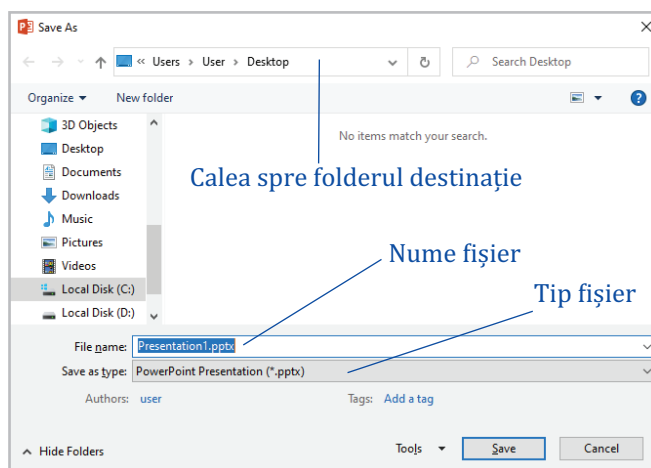 Save As
« Users › User › Desktop
Search Desktop
Organize
New folder
3D Objects
Desktop
Documents
Downloads
Music
Pictures
Videos
Local Disk (C:)
Local Disk (D:)
No items match your search.
Calea spre folderul destinație
Nume fișier
Tip fișier
File name: Presentation1.pptx
Save as type: PowerPoint Presentation (*.pptx)
Authors: user
Tags: Add a tag
Hide Folders
Tools
Save
Cancel